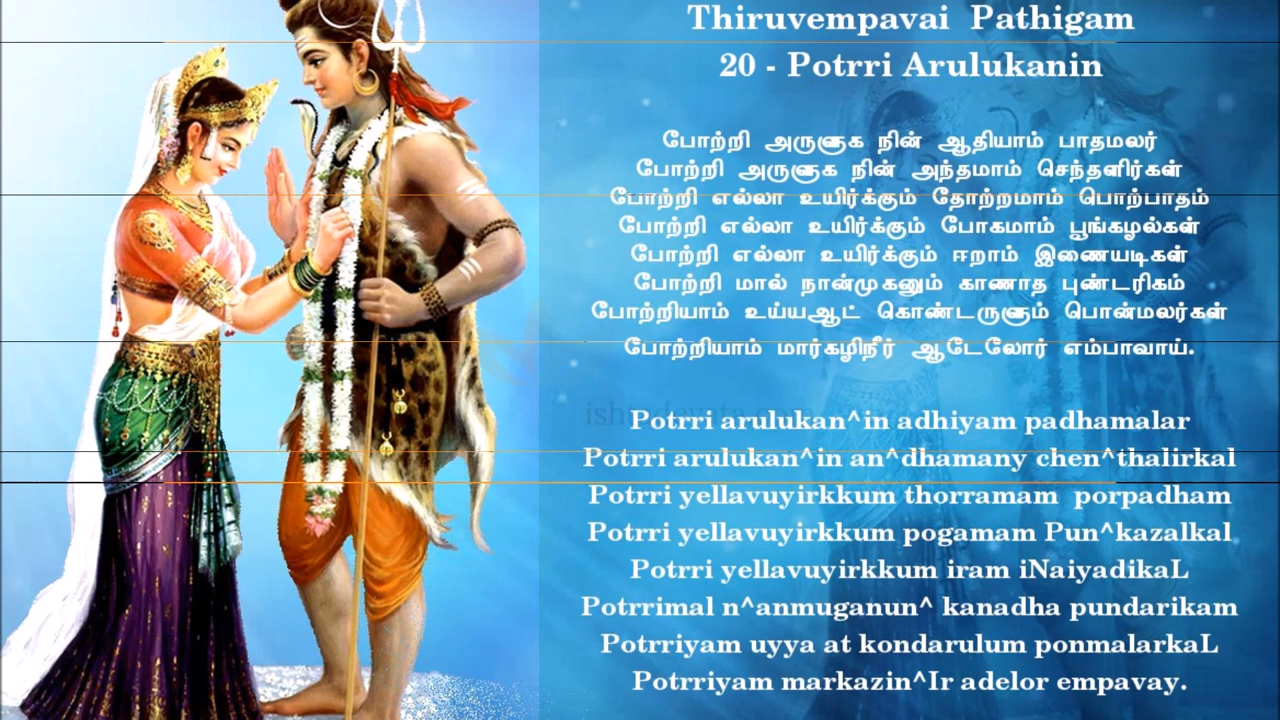 Thiruvempavai Pathigam
20 - Potrri Arulukanin
போற்றி அருளுக நின் ஆதியாம் பாதமலர்
போற்றி அருளுக நின் அந்தமாம் செந்தளிர்கள்
போற்றி எல்லா உயிர்க்கும் தோற்றமாம் பொற்பாதம்
போற்றி எல்லா உயிர்க்கும் போகமாம் பூங்கழல்கள்
போற்றி எல்லா உயிர்க்கும் ஈறாம் இணையடிகள்
போற்றி மால் நான்முகனும் காணாத புண்டரிகம்
போற்றியாம் உய்யஆட் கொண்டருளும் பொன்மலர்கள்
போற்றியாம் மார்கழிநீர் ஆடேலோர் எம்பாவாய்.
Potrri arulukan^in adhiyam padhamalar
Potrri arulukan^in an^dhamany chen^thalirkal
Potrri yellavuyirkkum thorramam porpadham
Potrri yellavuyirkkum pogamam Pun^kazalkal
Potrri yellavuyirkkum iram iNaiyadikaL
Potrrimal n^anmuganun^ kanadha pundarikam
Potrriyam uyya at kondarulum ponmalarkaL
Potrriyam markazin^Ir adelor empavay.